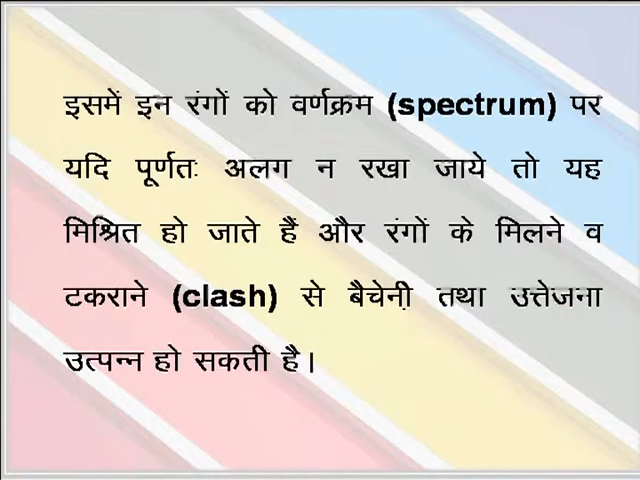 इसमें इन रंगों को वर्णक्रम (spectrum) पर
यदि पूर्णतः अलग न रखा जाये तो यह
मिश्रित हो जाते हैं और रंगों के मिलने व
टकराने (clash) से बैचेनी़ तथा उत्तेजना
उत्पन्न हो सकती है।